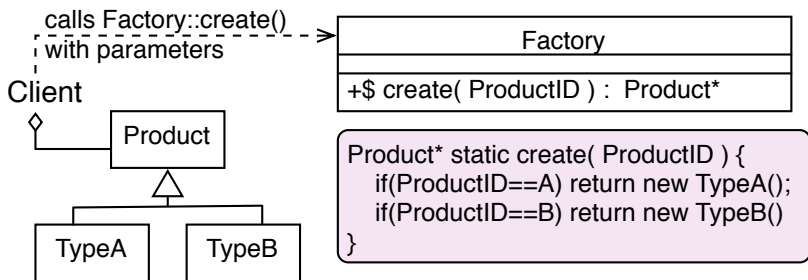 calls Factory::create()
with parameters
Client
Product
TypeA
TypeB
Factory
+$ create( ProductID ) : Product*
Product* static create( ProductID ) {
if(ProductID==A) return new TypeA();
if(ProductID==B) return new TypeB()
}